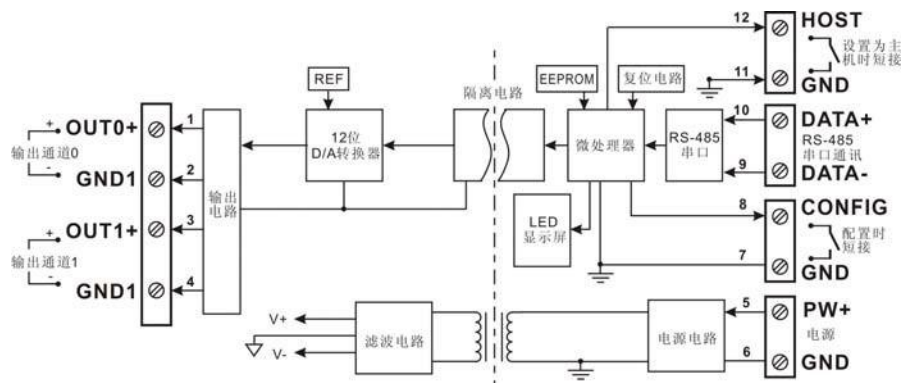 12
HOST
设置为主
机时短接
11
GND
REF
EEPROM
复位电路
隔离电路
OUT0+
1
12位
D/A转换器
微处理器
RS-485
串口
10
DATA+
RS-485
串口通讯
9
DATA-
+
输出通道0
-
GND1
2
输出
电路
OUT1+
3
+
输出通道1
-
GND1
4
LED
显示屏
8
CONFIG
配置时
短接
7
GND
V+
V-
滤波电路
电源电路
5
PW+
电源
6
GND